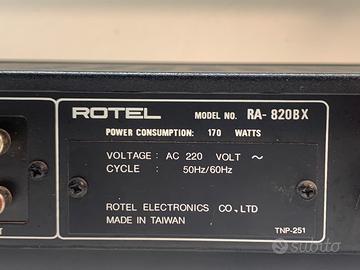 ROTEL MODEL NO. RA-820BX
POWER CONSUMPTION: 170 WATTS
VOLTAGE: AC 220 VOLT ~
CYCLE : 50Hz/60Hz
ROTEL ELECTRONICS CO.,LTD
MADE IN TAIWAN
TNP-251
subito